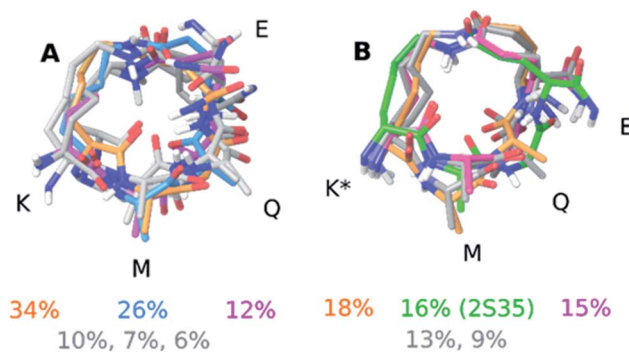 A
E
K
Q
M
34% 26% 12%
10%, 7%, 6%
B
E
K*
Q
M
18% 16% (2S35) 15%
13%, 9%